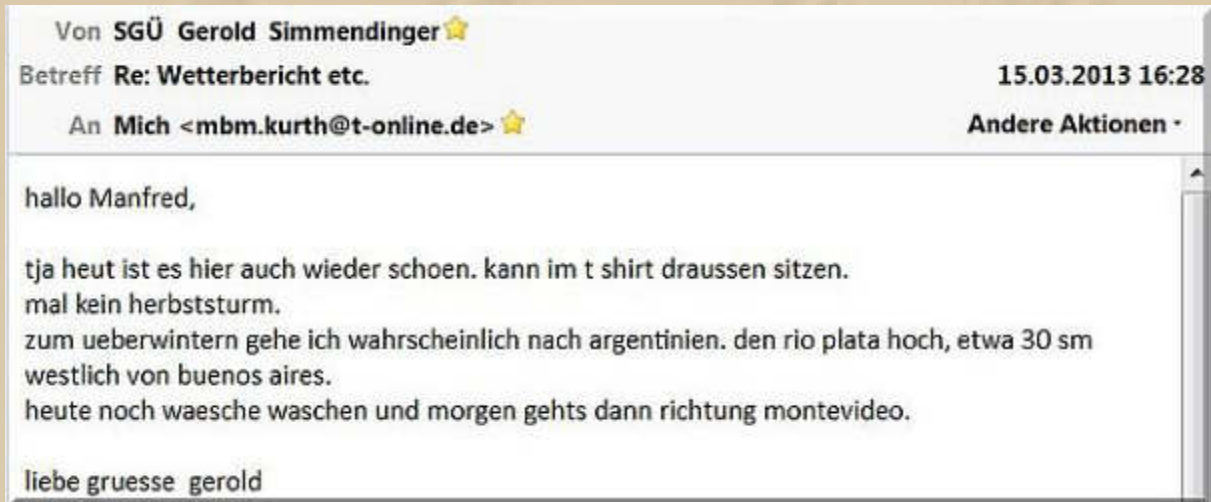 Von SGÜ Gerold Simmendinger
Betreff Re: Wetterbericht etc. 15.03.2013 16:28
An Mich <mbm.kurth@t-online.de> Andere Aktionen
hallo Manfred,
tja heut ist es hier auch wieder schoen. kann im t shirt draussen sitzen.
mal kein herbststurm.
zum ueberwintern gehe ich wahrscheinlich nach argentinien. den rio plata hoch, etwa 30 sm
westlich von buenos aires.
heute noch waesche waschen und morgen gehts dann richtung montevideo.
liebe gruesse gerold